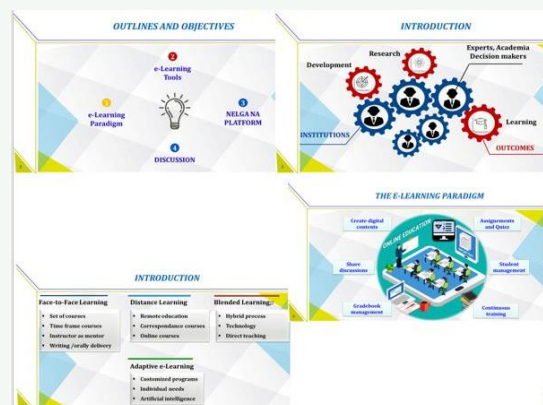 OUTLINES AND OBJECTIVES
2
e-Learning
Tools
1
e-Learning
Paradigm
3
NELGA NA
PLATFORM
4
DISCUSSION
INTRODUCTION
Research
Development
Experts, Academia
Decision makers
Learning
INSTITUTIONS
OUTCOMES
INTRODUCTION
Face-to-Face Learning
Set of courses
Time frame courses
Instructor as mentor
Writing /orally delivery
Distance Learning
Remote education
Correspondance courses
Online courses
Blended Learning
Hybrid process
Technology
Direct teaching
Adaptive e-Learning
Customized programs
Individual needs
Artificial intelligence
THE E-LEARNING PARADIGM
Create digital
contents
ONLINE EDUCATION
Assignements
and Quizz
Share
discussions
Student
management
Gradebook
management
Continuous
training